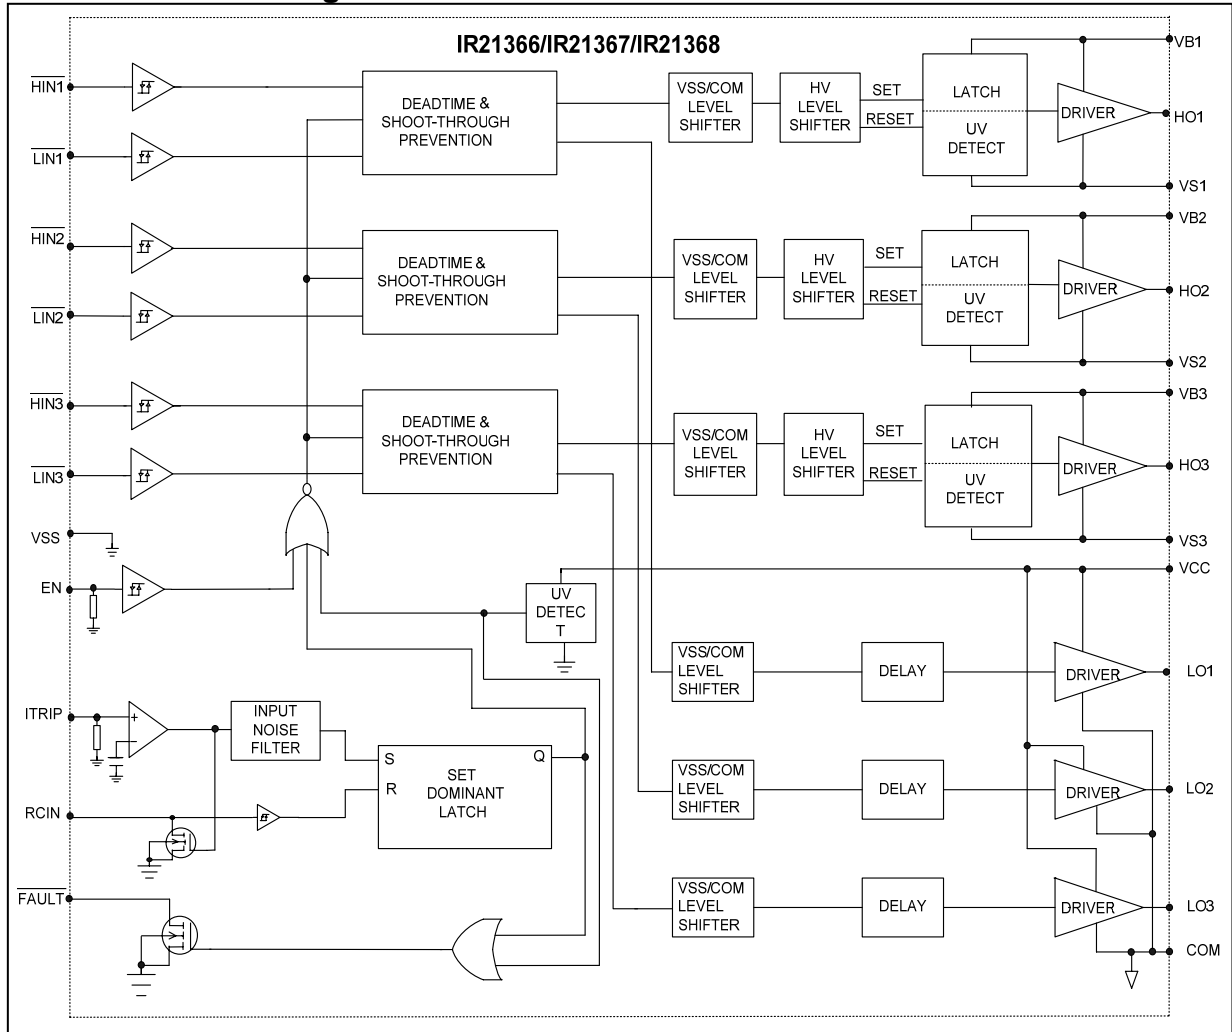 IR21366/IR21367/IR21368
HIN1
LIN1
DEADTIME &
SHOOT-THROUGH
PREVENTION
VSS/COM
LEVEL
SHIFTER
HV
LEVEL
SHIFTER
SET
RESET
LATCH
UV
DETECT
DRIVER
VB1
HO1
VS1
HIN2
LIN2
DEADTIME &
SHOOT-THROUGH
PREVENTION
VSS/COM
LEVEL
SHIFTER
HV
LEVEL
SHIFTER
SET
RESET
LATCH
UV
DETECT
DRIVER
VB2
HO2
VS2
HIN3
LIN3
DEADTIME &
SHOOT-THROUGH
PREVENTION
VSS/COM
LEVEL
SHIFTER
HV
LEVEL
SHIFTER
SET
RESET
LATCH
UV
DETECT
DRIVER
VB3
HO3
VS3
VSS
EN
UV
DETEC
T
VCC
VSS/COM
LEVEL
SHIFTER
DELAY
DRIVER
LO1
ITRIP
+
INPUT
NOISE
FILTER
S
R
Q
SET
DOMINANT
LATCH
RCIN
VSS/COM
LEVEL
SHIFTER
DELAY
DRIVER
LO2
FAULT
VSS/COM
LEVEL
SHIFTER
DELAY
DRIVER
LO3
COM